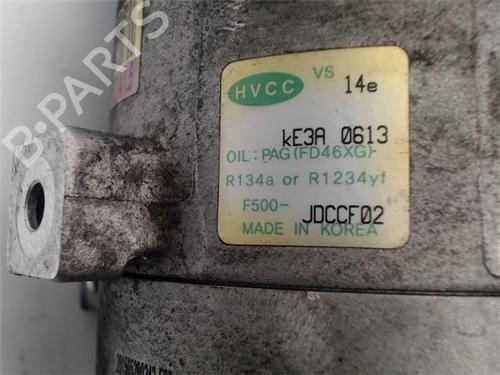 B-PARTS
HVCC VS 14e
kE3A 0613
OIL: PAG(FD46XG)-
R134a or R1234yf
F500- JDCCF02
MADE IN KOREA